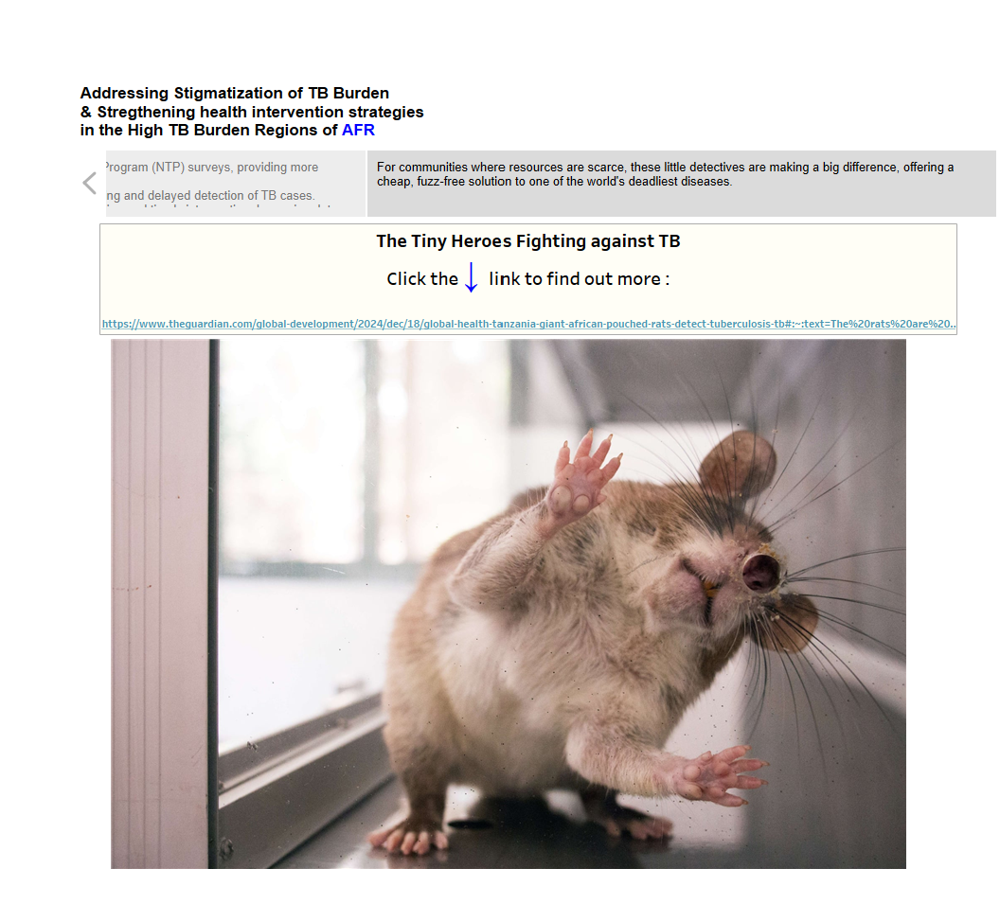 Addressing Stigmatization of TB Burden
& Stregthening health intervention strategies
in the High TB Burden Regions of AFR
Program (NTP) surveys, providing more
ng and delayed detection of TB cases.
For communities where resources are scarce, these little detectives are making a big difference, offering a
cheap, fuzz-free solution to one of the world's deadliest diseases.
The Tiny Heroes Fighting against TB
Click the ↓ link to find out more :
https://www.theguardian.com/global-development/2024/dec/18/global-health-tanzania-giant-african-pouched-rats-detect-tuberculosis-tb#:~:text=The%20rats%20are%20..